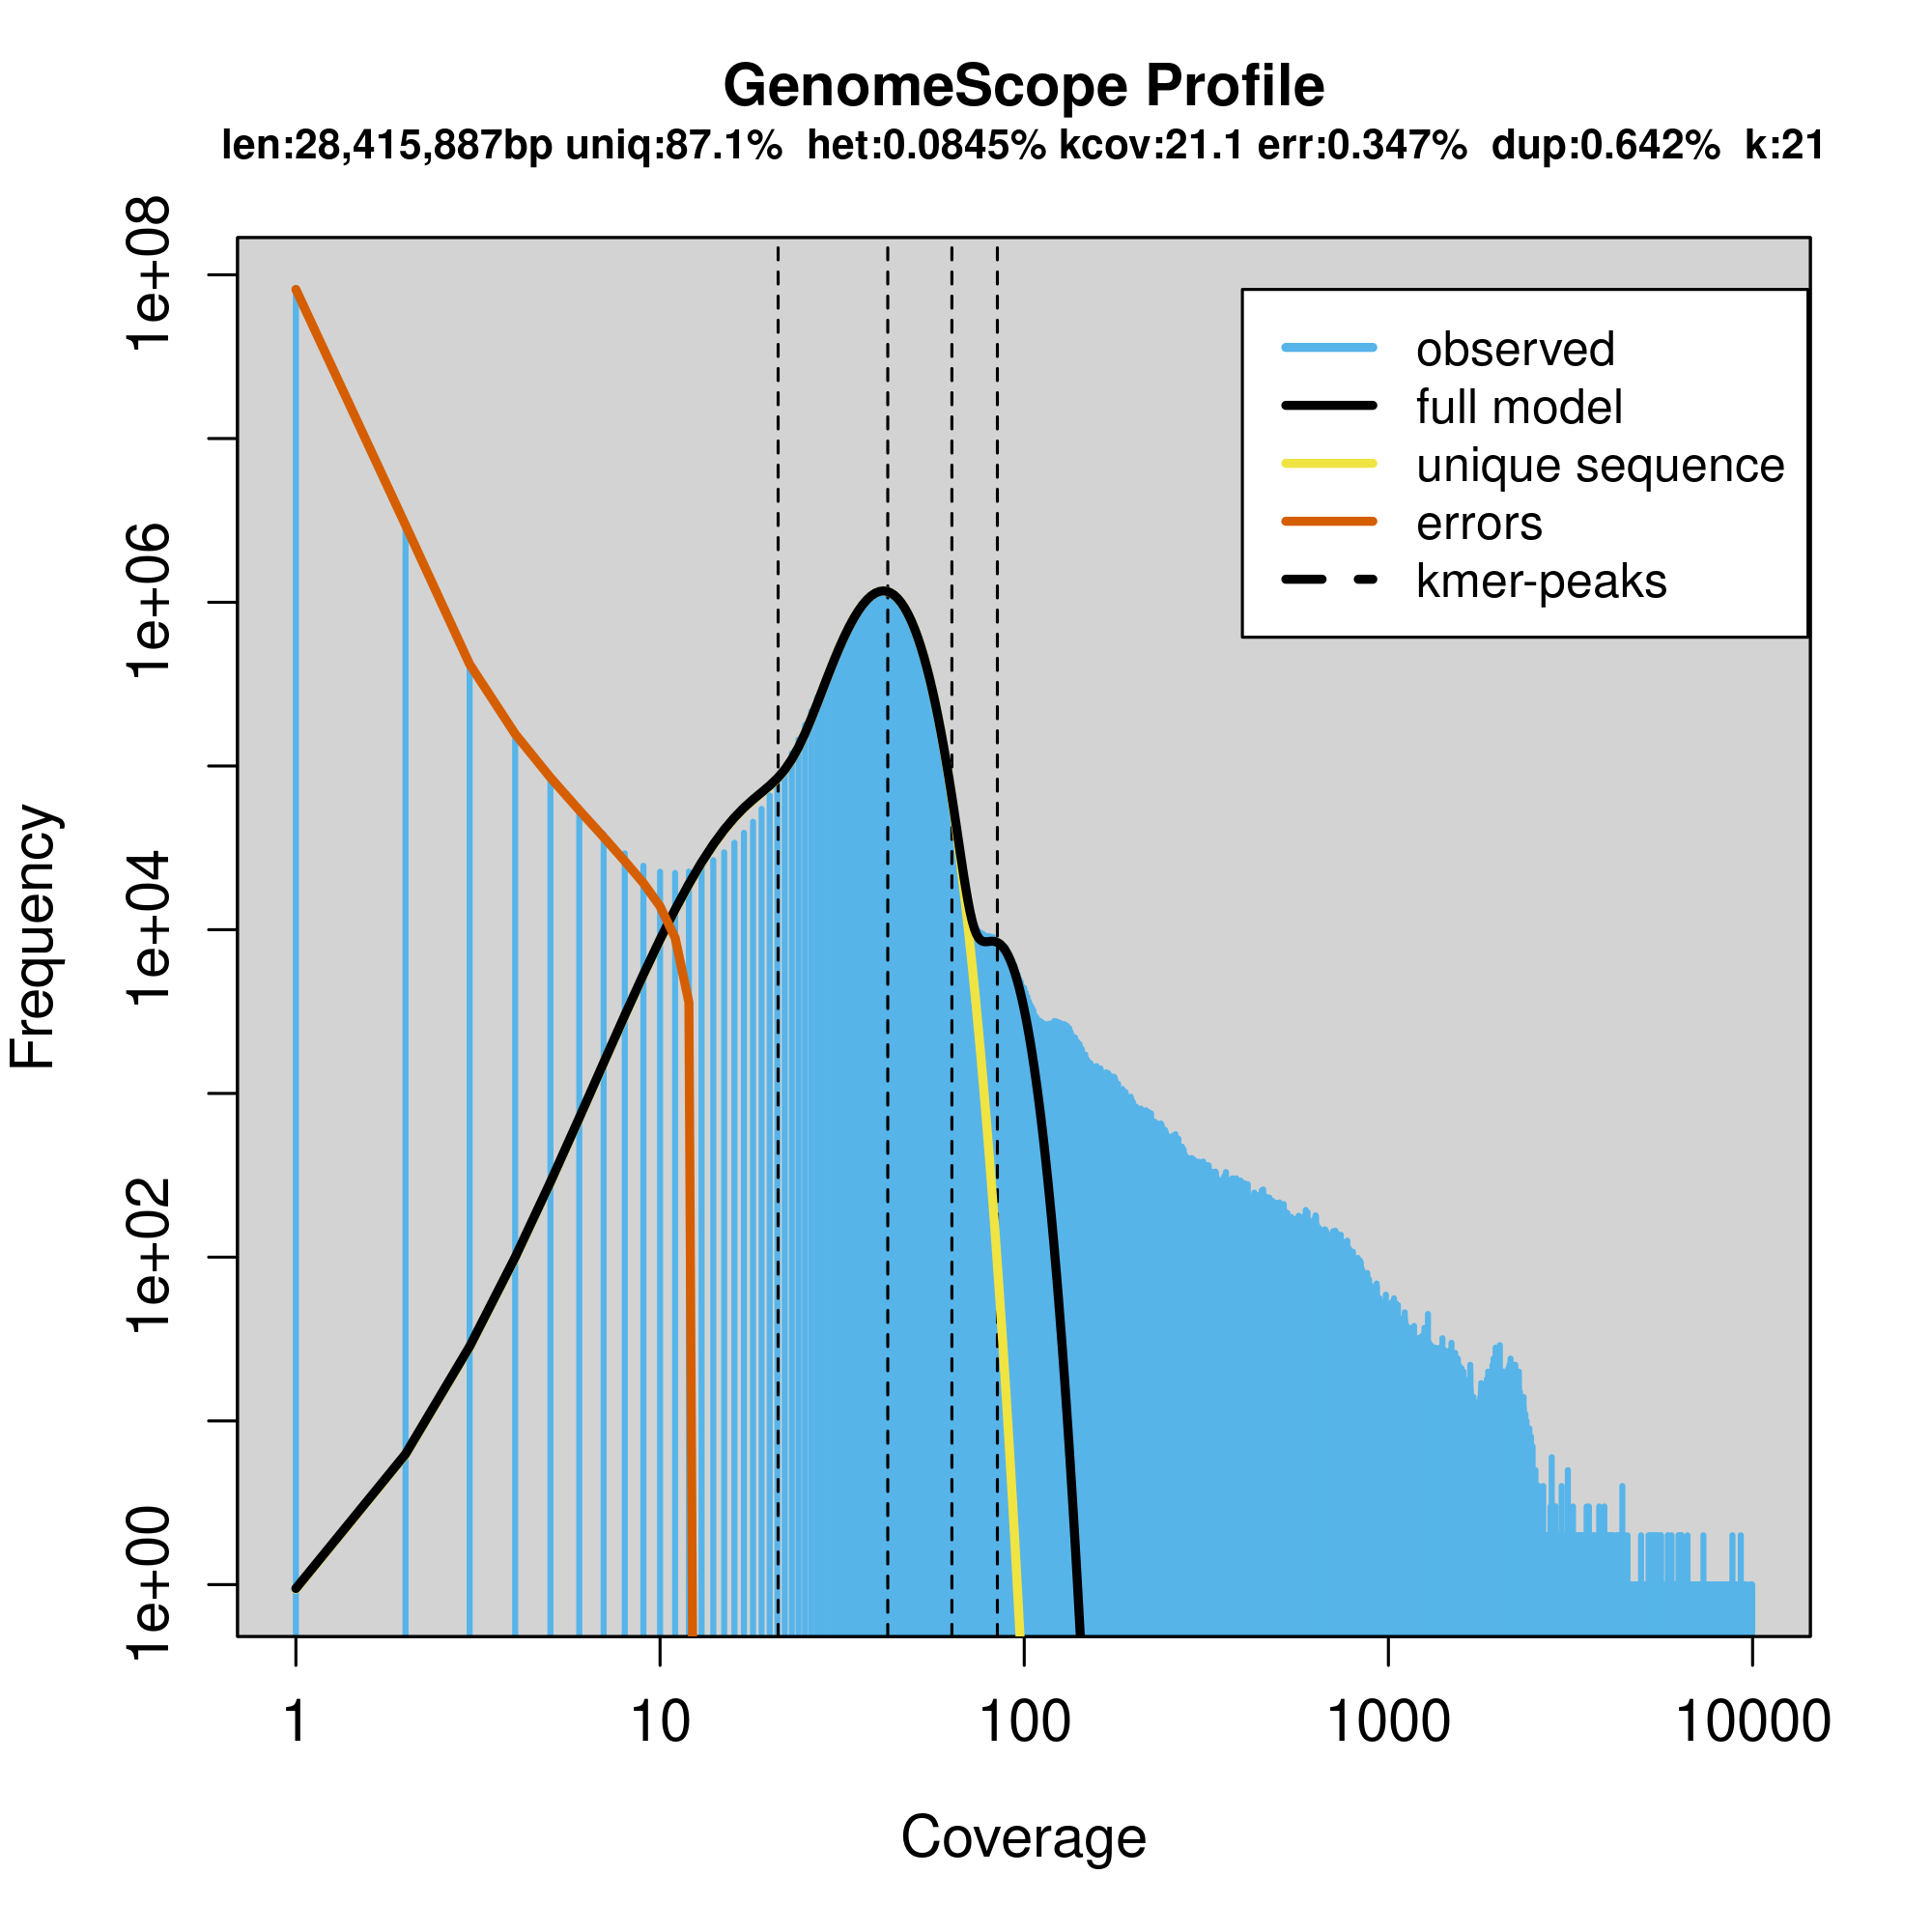 GenomeScope Profile
len:28,415,887bp uniq:87.1% het:0.0845% kcov:21.1 err:0.347% dup:0.642% k:21
1e+08
1e+06
1e+04
1e+02
1e+00
Frequency
observed
full model
unique sequence
errors
kmer-peaks
1 10 100 1000 10000
Coverage